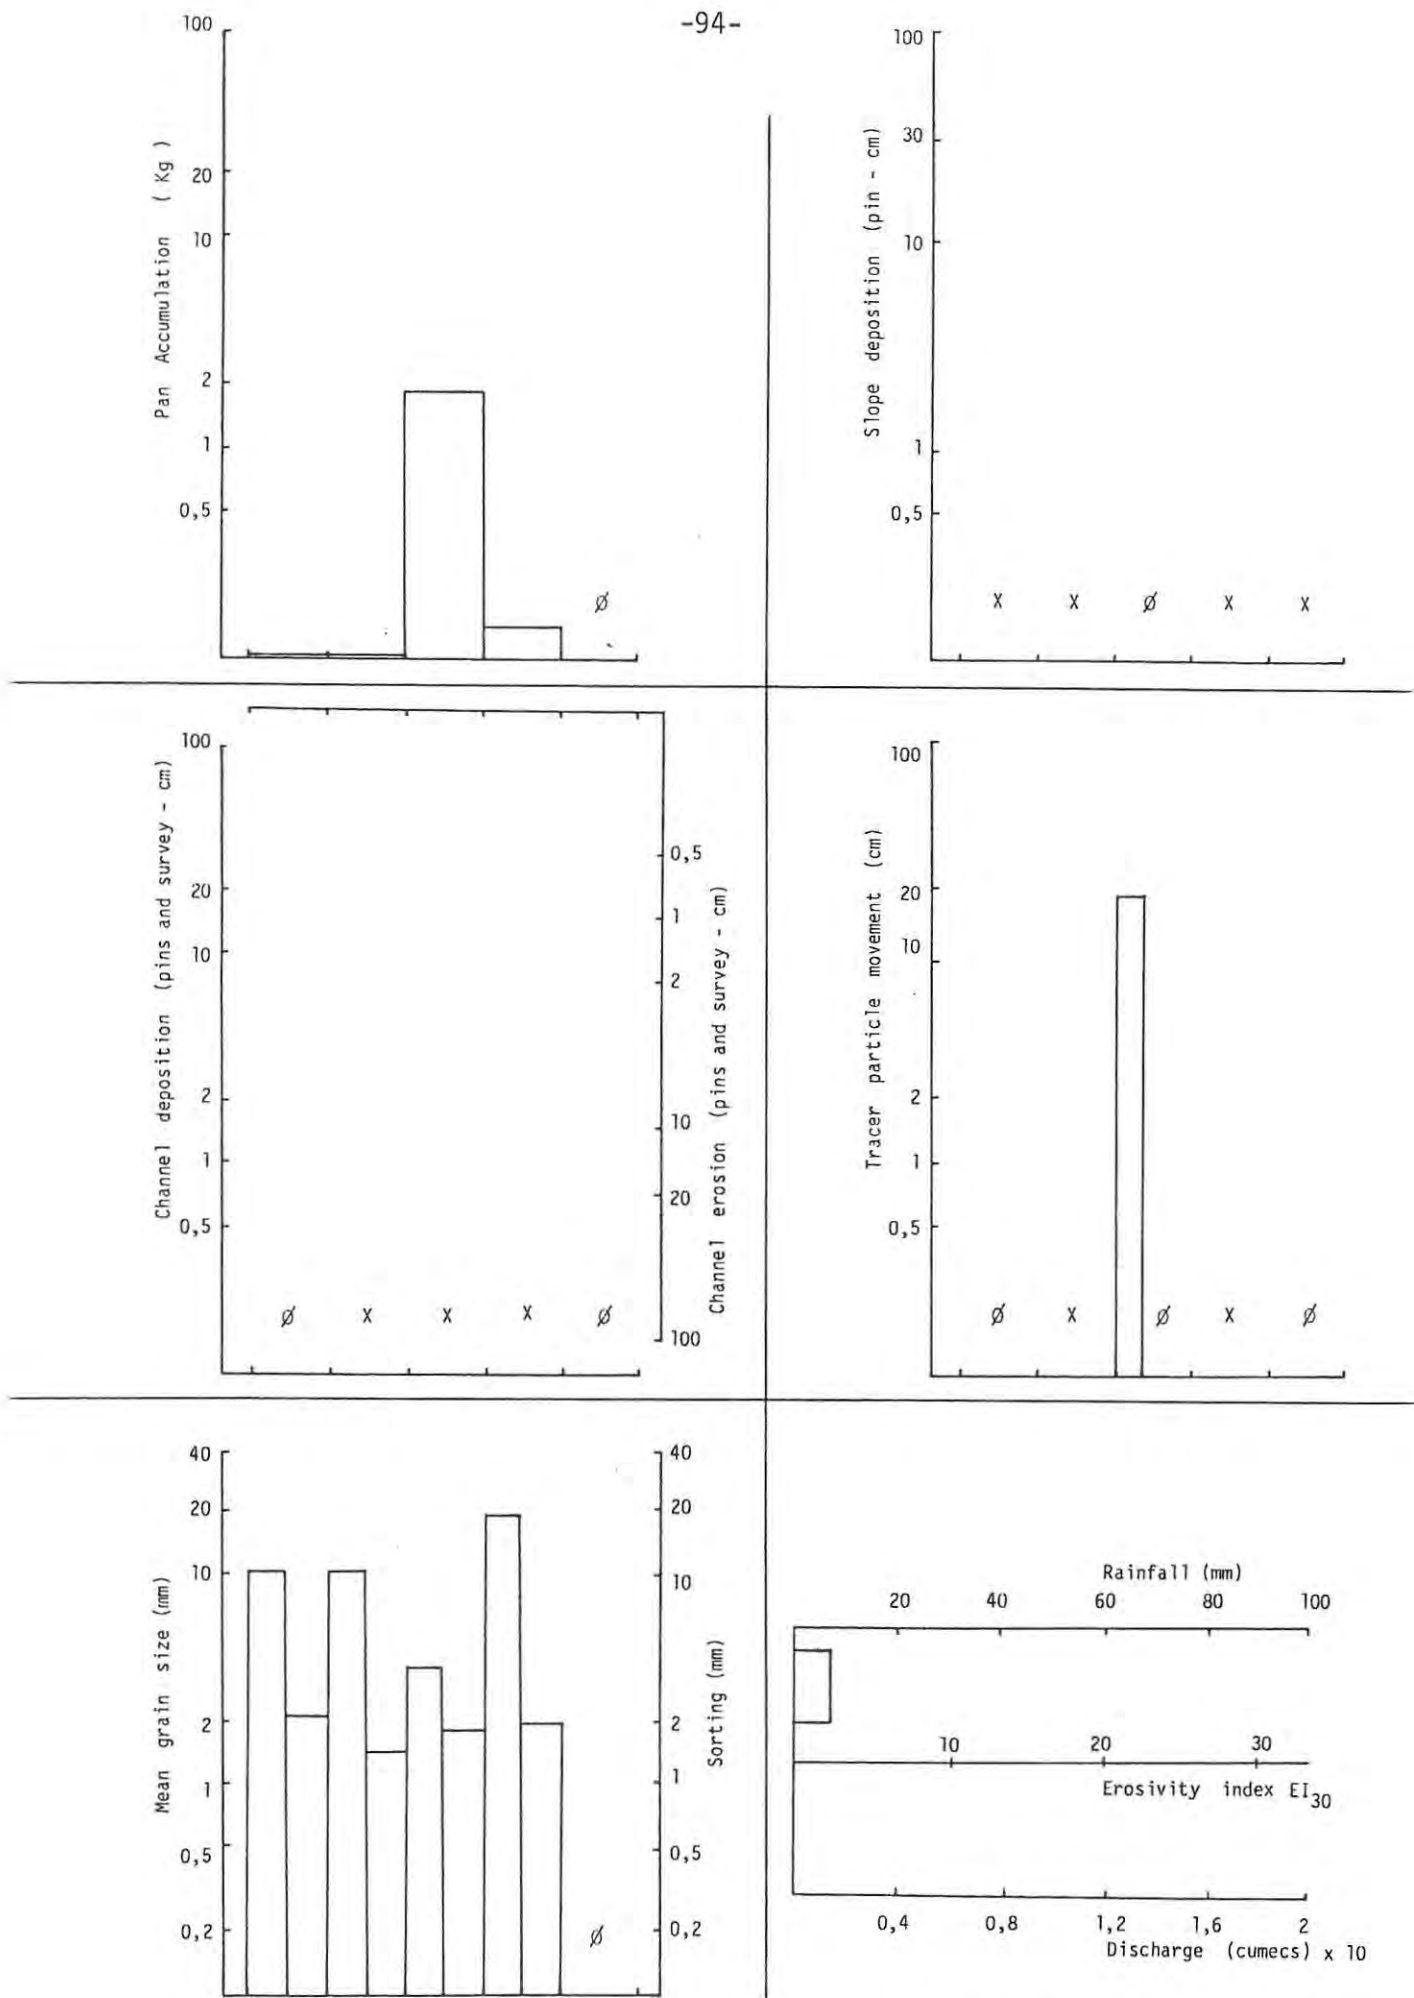 -94-
100
20
10
2
1
0,5
Pan Accumulation (Kg)
Ø
100
30
10
1
0,5
Slope deposition (pin - cm)
X X Ø X X
100
20
10
2
1
0,5
Channel deposition (pins and survey - cm)
Ø X X X Ø
0,5
1
2
10
20
100
Channel erosion (pins and survey - cm)
100
20
10
2
1
0,5
Tracer particle movement (cm)
Ø X Ø X Ø
40
20
10
2
1
0,5
0,2
Mean grain size (mm)
Ø
40
20
10
2
1
0,5
0,2
Sorting (mm)
Rainfall (mm)
20 40 60 80 100
10 20 30
Erosivity index EI30
0,4 0,8 1,2 1,6 2
Discharge (cumecs) x 10